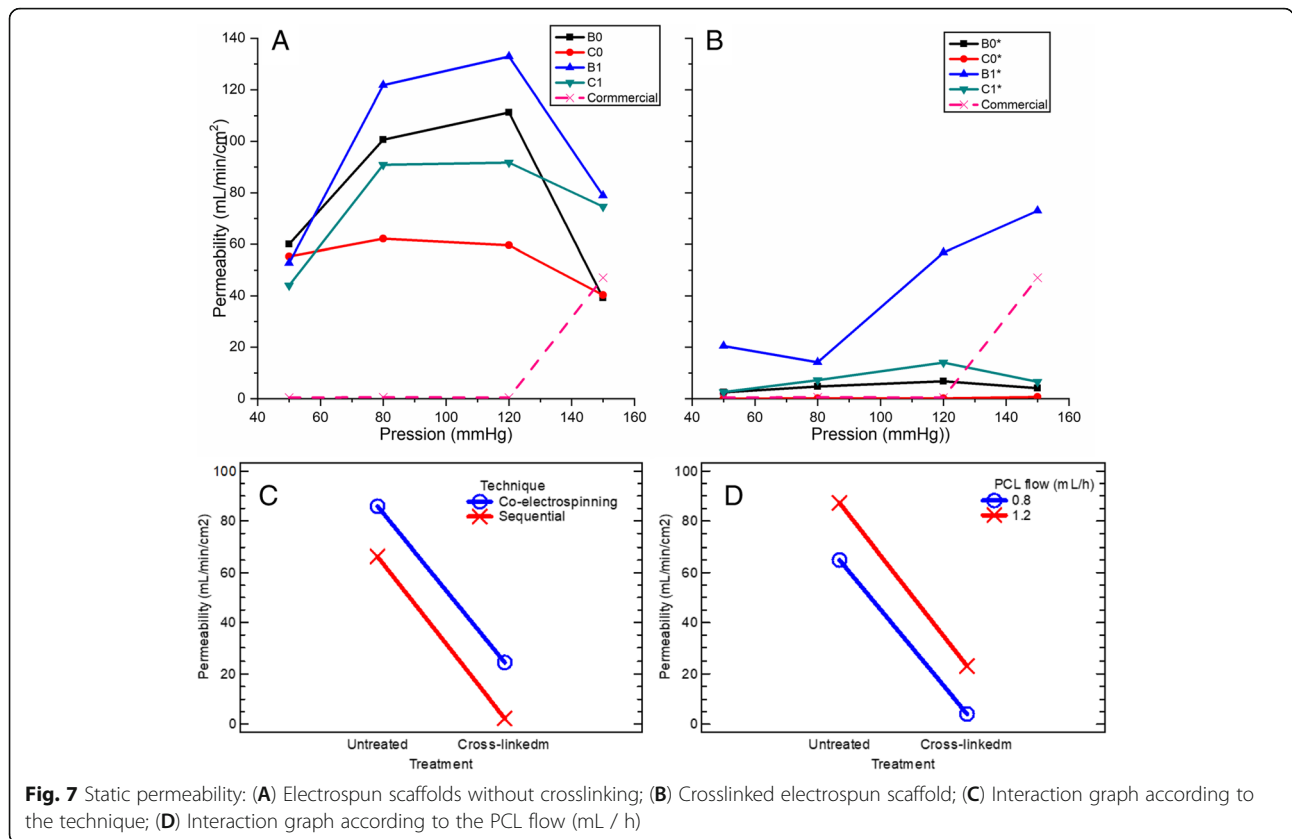 A
B0
C0
B1
C1
Cormmercial
Permeability (mL/min/cm²)
140
120
100
80
60
40
20
0
40 60 80 100 120 140 160
Pression (mmHg)
B
B0*
C0*
B1*
C1*
Commercial
40 60 80 100 120 140 160
Pression (mmHg))
C
Technique
Co-electrospinning
Sequential
Permeability (mL/min/cm2)
100
80
60
40
20
0
Untreated Cross-linkedm
Treatment
D
PCL flow (mL/h)
0.8
1.2
Permeability (mL/min/cm2)
100
80
60
40
20
0
Untreated Cross-linkedm
Treatment
Fig. 7 Static permeability: (A) Electrospun scaffolds without crosslinking; (B) Crosslinked electrospun scaffold; (C) Interaction graph according to
the technique; (D) Interaction graph according to the PCL flow (mL / h)